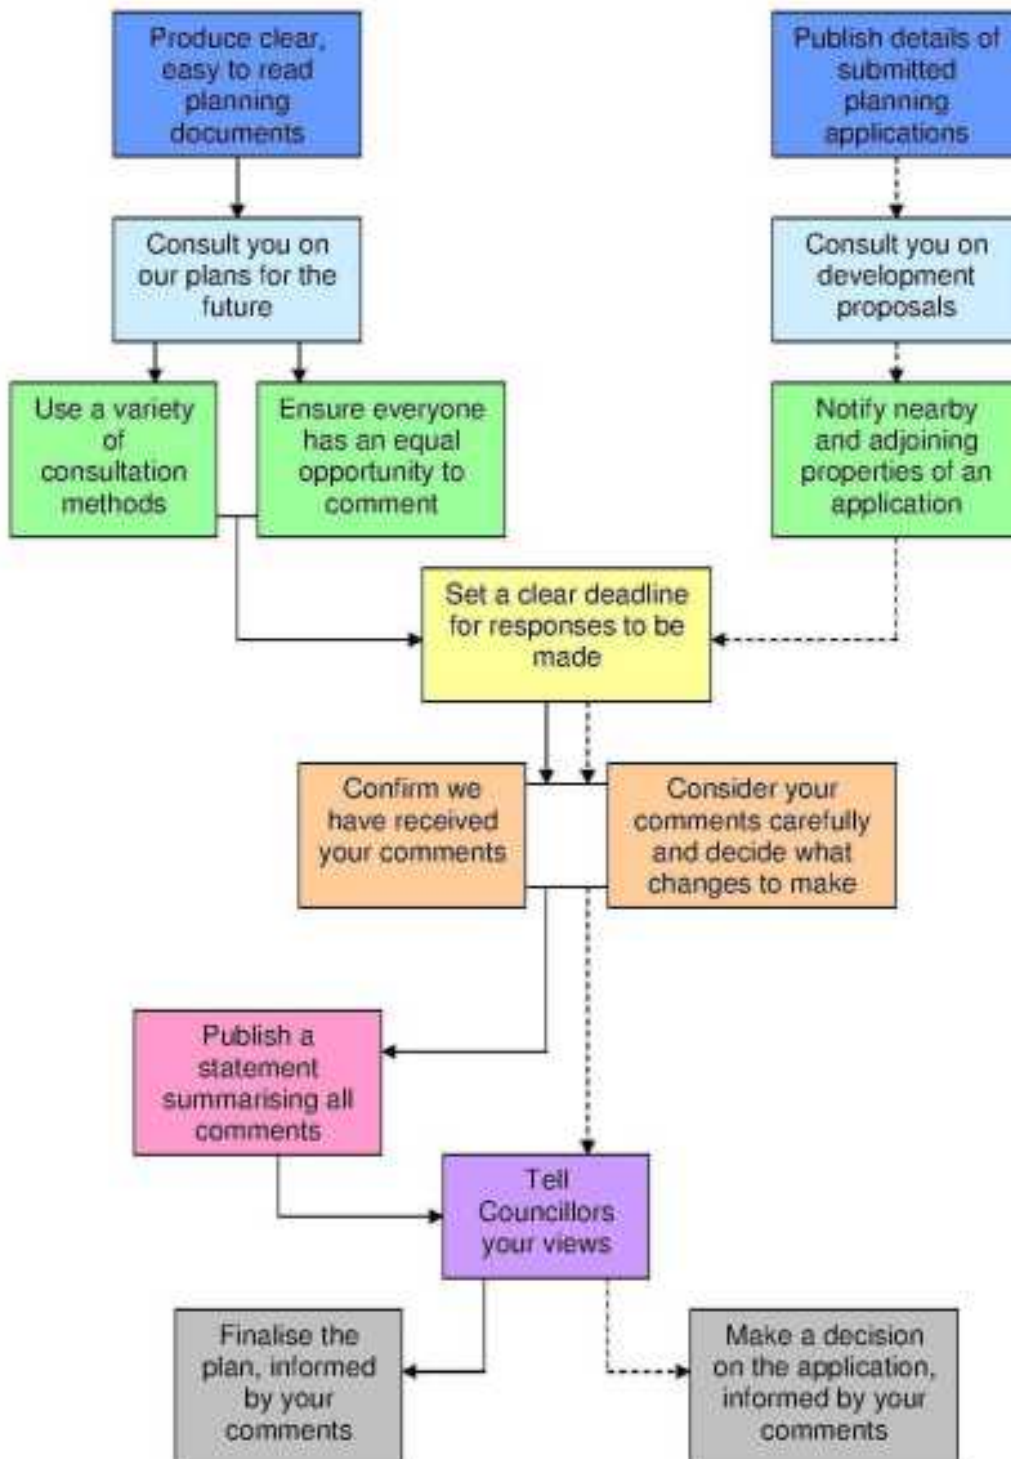 Produce clear,
easy to read
planning
documents
Publish details of
submitted
planning
applications
Consult you on
our plans for the
future
Consult you on
development
proposals
Use a variety
of
consultation
methods
Ensure everyone
has an equal
opportunity to
comment
Notify nearby
and adjoining
properties of an
application
Set a clear deadline
for responses to be
made
Confirm we
have received
your comments
Consider your
comments carefully
and decide what
changes to make
Publish a
statement
summarising all
comments
Tell
Councillors
your views
Finalise the
plan, informed
by your
comments
Make a decision
on the application,
informed by your
comments